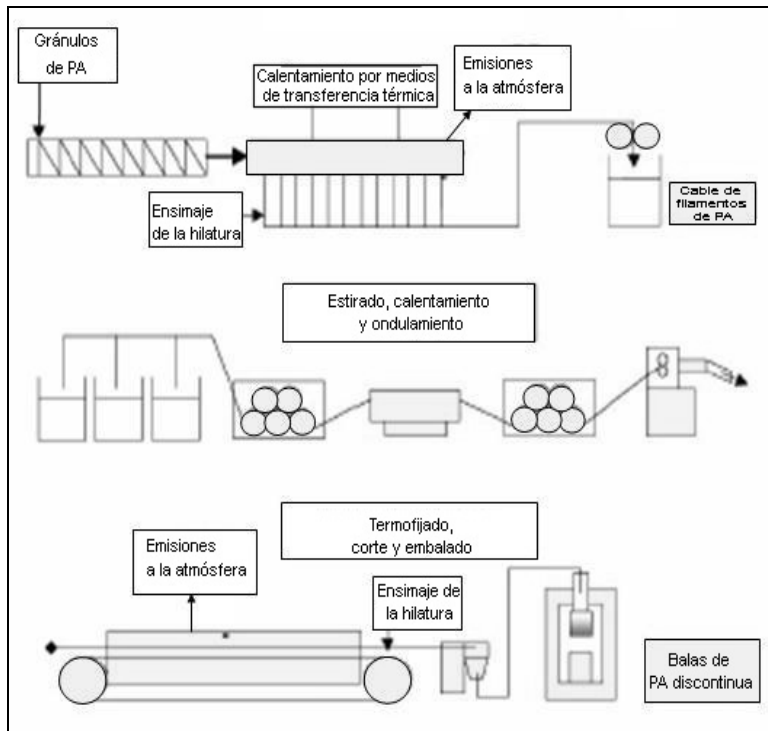 Gránulos
de PA
Calentamiento por medios
de transferencia térmica
Emisiones
a la atmósfera
Ensimaje
de la hilatura
Cable de
filamentos
de PA
Estirado, calentamiento
y ondulamiento
Termofijado,
corte y embalado
Emisiones
a la atmósfera
Ensimaje de
la hilatura
Balas de
PA discontinua